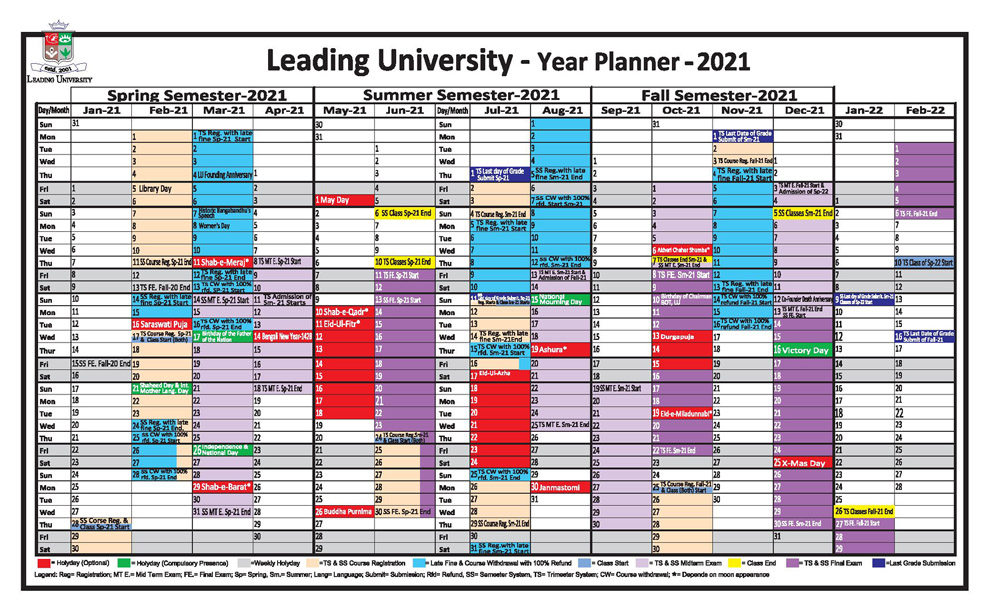 estd. 2001
LEADING UNIVERSITY
Leading University - Year Planner - 2021
Spring Semester-2021 Summer Semester-2021 Fall Semester-2021
Day/Month Jan-21 Feb-21 Mar-21 Apr-21 May-21 Jun-21 Day/Month Jul-21 Aug-21 Sep-21 Oct-21 Nov-21 Dec-21 Jan-22 Feb-22
Sun 31 30 Sun 1 31 30
Mon 1 1 TS Reg. with late fine Sp-21 Start 31 Mon 2 1 TS Last Date of Grade Submit of Sm-21 31
Tue 2 2 1 Tue 3 2 1
Wed 3 3 2 Wed 4 1 3 TS Course Reg. Fall-21 End 1 2
Thu 4 4 LU Founding Anniversary 1 3 Thu 1 TS Last day of Grade Submit Sp-21 5 SS Reg.with late fine Sm-21 End 2 4 TS Reg. with late fine Fall-21 Start 2 3
Fri 1 5 Library Day 5 2 4 Fri 2 6 3 1 5 3 TS MT E. Fall-21 Start & Admission of Sp-22 4
Sat 2 6 6 3 1 May Day 5 Sat 3 7 SS CW with 100% rfd. Start Sm-21 4 2 6 4 1 5
Sun 3 7 7 Historic Bangabandhu's Speech 4 2 6 SS Class Sp-21 End Sun 4 TS Course Reg. Sm-21 End 8 5 3 7 5 SS Classes Sm-21 End 2 6 TS FE. Fall-21 End
Mon 4 8 8 Women's Day 5 3 7 Mon 5 TS Reg. with late fine Sm-21 Start 9 6 4 8 6 3 7
Tue 5 9 9 6 4 8 Tue 6 10 7 5 9 7 4 8
Wed 6 10 10 7 5 9 Wed 7 11 8 6 Akheri Chahar Shamba* 10 8 5 9
Thu 7 11 SS Course Reg. Sp-21 End 11 Shab-e-Meraj* 8 TS MT E. Sp-21 Start 6 10 TS Classes Sp-21 End Thu 8 12 SS CW with 100% rfd. Sm-21 End 9 7 TS Classes End Sm-21 & SS MT E. Sm-21 End 11 9 6 10 TS Class of Sp-22 Start
Fri 8 12 12 TS Reg. with late fine Sp-21 End 9 7 11 TS FE. Sp-21 Start Fri 9 13 TS MT E. Sm-21 Start & Admission of Fall-21 10 8 TS FE. Sm-21 Start 12 10 7 11
Sat 9 13 TS FE. Fall-20 End 13 TS CW with 100% rfd. SP-21 Start 10 8 12 Sat 10 14 11 9 13 TS Reg. with late fine Fall-21 End 11 8 12
Sun 10 14 SS Reg. with late fine Sp-21 Start 14 SS MT E. Sp-21 Start 11 TS Admission of Sm-21 Starts 9 13 SS FE. Sp-21 Start Sun 11 15 National Mourning Day 12 10 14 TS CW with 100% refund Fall-21 Start 12 Co-Founder Death Anniversary 9 13
Mon 11 15 15 12 10 Shab-e-Qadr* 14 Mon 12 16 13 11 15 13 10 14
Tue 12 16 Saraswati Puja 16 TS CW with 100% rfd. Sp-21 End 13 11 Eid-Ul-Fitr* 15 Tue 13 17 14 12 16 TS CW with 100% refund Fall-21 End 14 11 15
Wed 13 17 TS Course Reg. Sp-21 & Class Start (Both) 17 Birthday of the Father of the Nation 14 Bengali New Year-1428 12 16 Wed 14 TS Reg. with late fine Sm-21End 18 15 13 Durgapuja 17 15 12 16 TS Last Date of Grade Submit of Fall-21
Thu 14 18 18 15 13 17 Thu 15 TS CW with 100% rfd. Sm-21 Start 19 Ashura* 16 14 18 16 Victory Day 13 17
Fri 15 SS FE. Fall-20 End 19 19 16 14 18 Fri 16 20 17 15 19 17 14 18
Sat 16 20 20 17 15 19 Sat 17 Eid-Ul-Azha 21 18 16 20 18 15 19
Sun 17 21 Shaheed Day & Int. Mother Lang. Day 21 18 TS MT E. Sp-21 End 16 20 Sun 18 22 19 SS MT E. Sm-21 Start 17 21 19 16 20
Mon 18 22 22 19 17 21 Mon 19 23 20 18 22 20 17 21
Tue 19 23 23 20 18 22 Tue 20 24 21 19 Eid-e-Miladunnabi* 23 21 18 22
Wed 20 24 SS Reg. with late fine Sp-21 End. 24 21 19 23 Wed 21 25 TS MT E. Sm-21 End 22 20 24 22 19 23
Thu 21 25 SS CW with 100% rfd. Sp-21 Start 25 22 20 24 Thu 22 26 23 21 25 23 20 24
Fri 22 26 26 Independence & National Day 23 21 25 Fri 23 27 24 22 TS FE. Sm-21 End 26 24 21 25
Sat 23 27 27 24 22 26 Sat 24 28 25 23 27 25 X-Mas Day 22 26
Sun 24 28 SS CW with 100% rfd. Sp-21 End 28 25 23 27 Sun 25 TS CW with 100% rfd. Sm-21 End 29 26 24 28 26 23 27
Mon 25 29 Shab-e-Barat* 26 24 28 Mon 26 30 Janmastomi 27 25 TS Course Reg. Fall-21 & Class (Both) Start 29 27 24 28
Tue 26 30 27 25 29 Tue 27 31 28 26 30 28 25
Wed 27 31 SS MT E. Sp-21 End 28 26 Buddha Purnima 30 SS FE. Sp-21 End Wed 28 29 27 29 26 TS Classes Fall-21 End
Thu 28 SS Corse Reg. & Class Sp-21 Start 29 27 Thu 29 SS Course Reg. Sm-21 End 30 28 30 SS FE. Sm-21 End 27 TS FE. Fall-21 Start
Fri 29 30 28 Fri 30 29 31 28
Sat 30 29 Sat 31 SS Reg.with late fine Sm-21 Start 30 29
=Holyday (Optional) =Holyday (Compulsory Presence) =Weekly Holyday =TS & SS Course Registration =Late Fine & Course Withdrawal with 100% Refund =Class Start =TS & SS Midterm Exam =Class End =TS & SS Final Exam =Last Grade Submission
Legend: Reg= Registration; MT E.= Mid Term Exam; FE.= Final Exam; Sp= Spring, Sm.= Summer; Lang= Language; Submit= Submission; Rfd= Refund, SS= Semester System, TS= Trimester System; CW= Course withdrawal; *= Depends on moon appearance